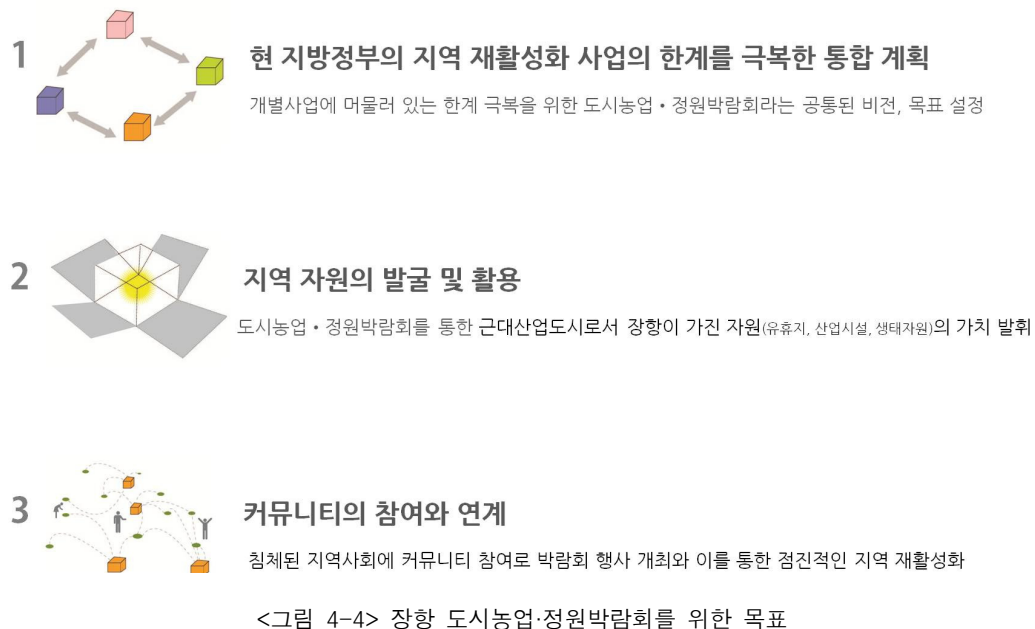 1
현 지방정부의 지역 재활성화 사업의 한계를 극복한 통합 계획
개별사업에 머물러 있는 한계 극복을 위한 도시농업・정원박람회라는 공통된 비전, 목표 설정
2
지역 자원의 발굴 및 활용
도시농업・정원박람회를 통한 근대산업도시로서 장항이 가진 자원(유휴지, 산업시설, 생태자원)의 가치 발휘
3
커뮤니티의 참여와 연계
침체된 지역사회에 커뮤니티 참여로 박람회 행사 개최와 이를 통한 점진적인 지역 재활성화
<그림 4-4> 장항 도시농업·정원박람회를 위한 목표